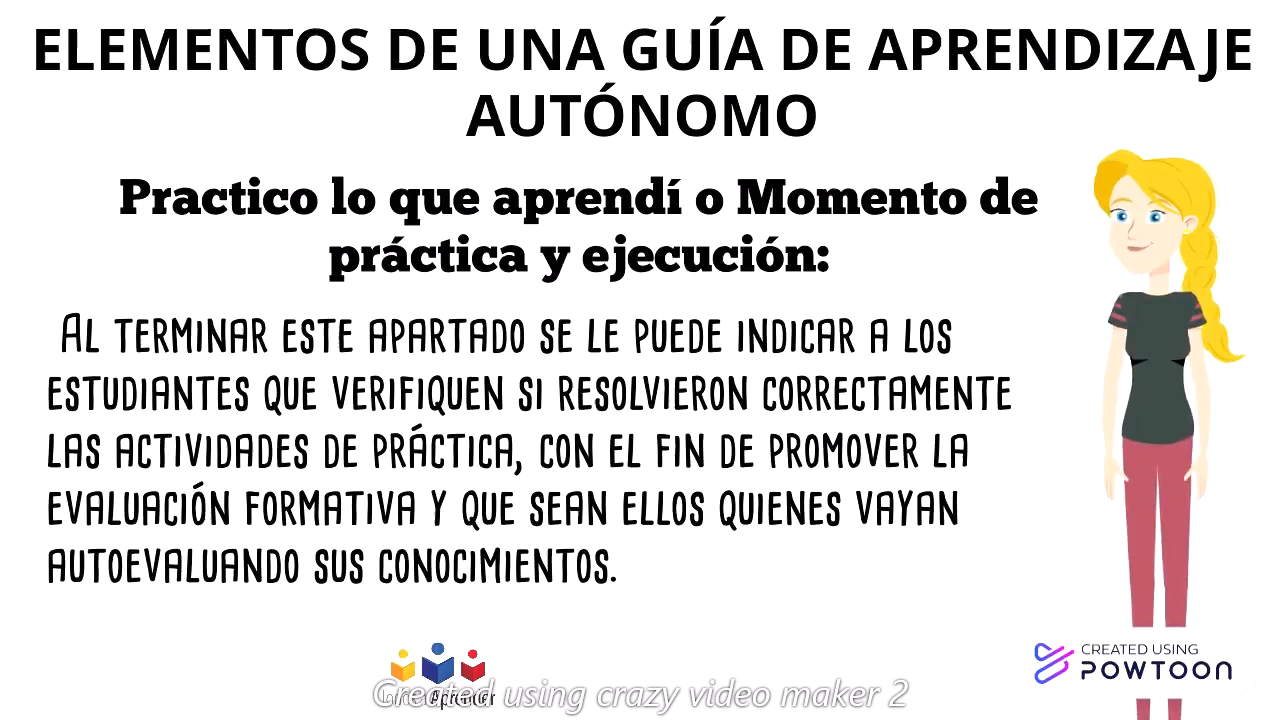 ELEMENTOS DE UNA GUÍA DE APRENDIZAJE
AUTÓNOMO
Practico lo que aprendí o Momento de
práctica y ejecución:
AL TERMINAR ESTE APARTADO SE LE PUEDE INDICAR A LOS
ESTUDIANTES QUE VERIFIQUEN SI RESOLVIERON CORRECTAMENTE
LAS ACTIVIDADES DE PRÁCTICA, CON EL FIN DE PROMOVER LA
EVALUACIÓN FORMATIVA Y QUE SEAN ELLOS QUIENES VAYAN
AUTOEVALUANDO SUS CONOCIMIENTOS.
CREATED USING
POWTOON
Aprender
Created using crazy video maker 2